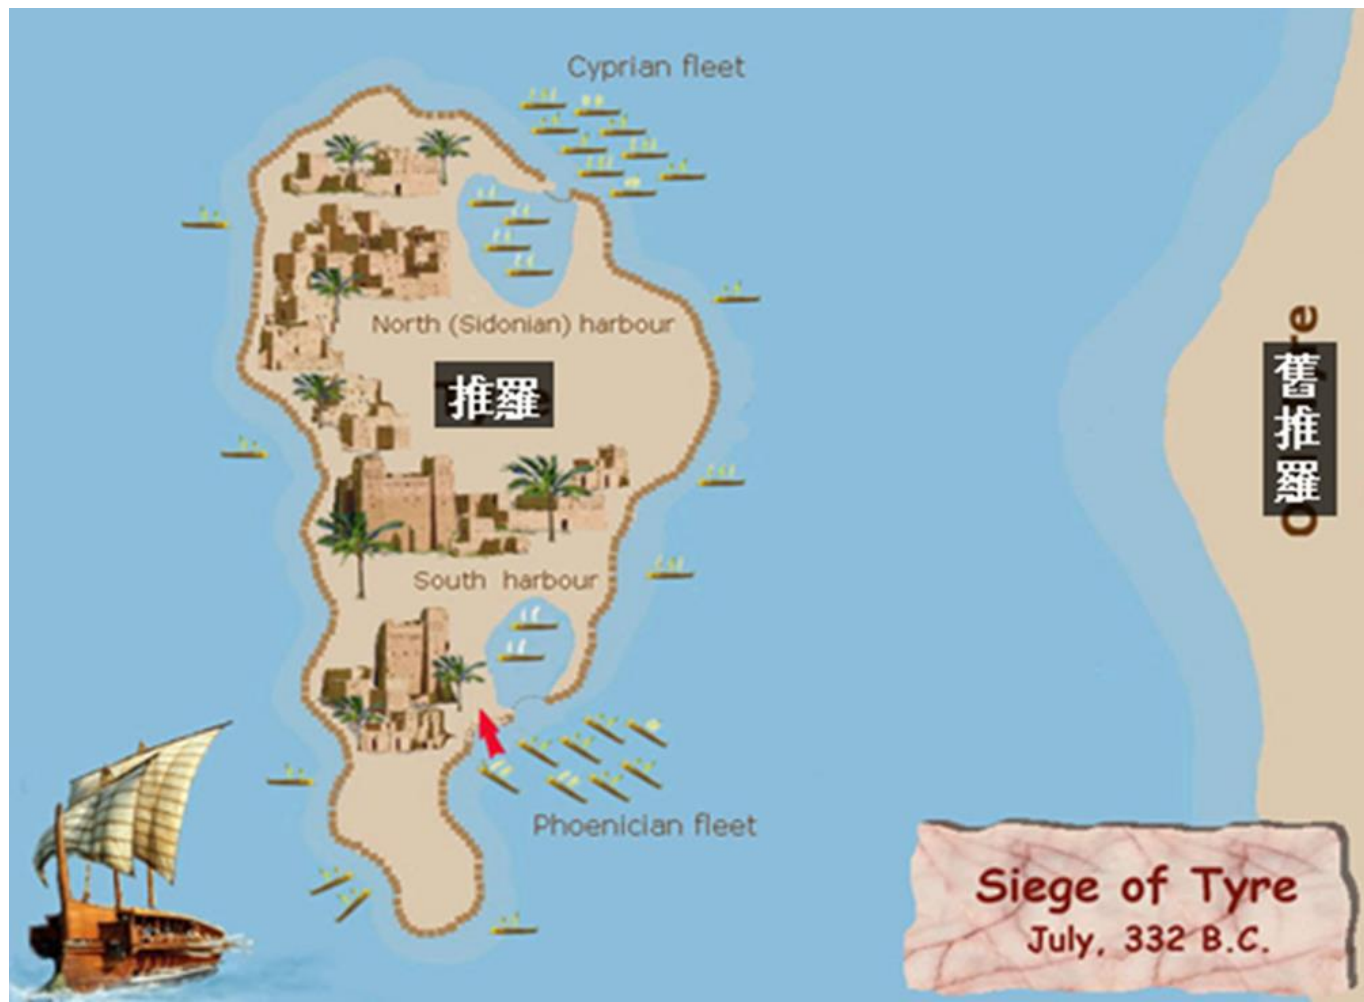 Cyprian fleet
North (Sidonian) harbour
推羅
舊推羅
South harbour
Phoenician fleet
Siege of Tyre
July, 332 B.C.